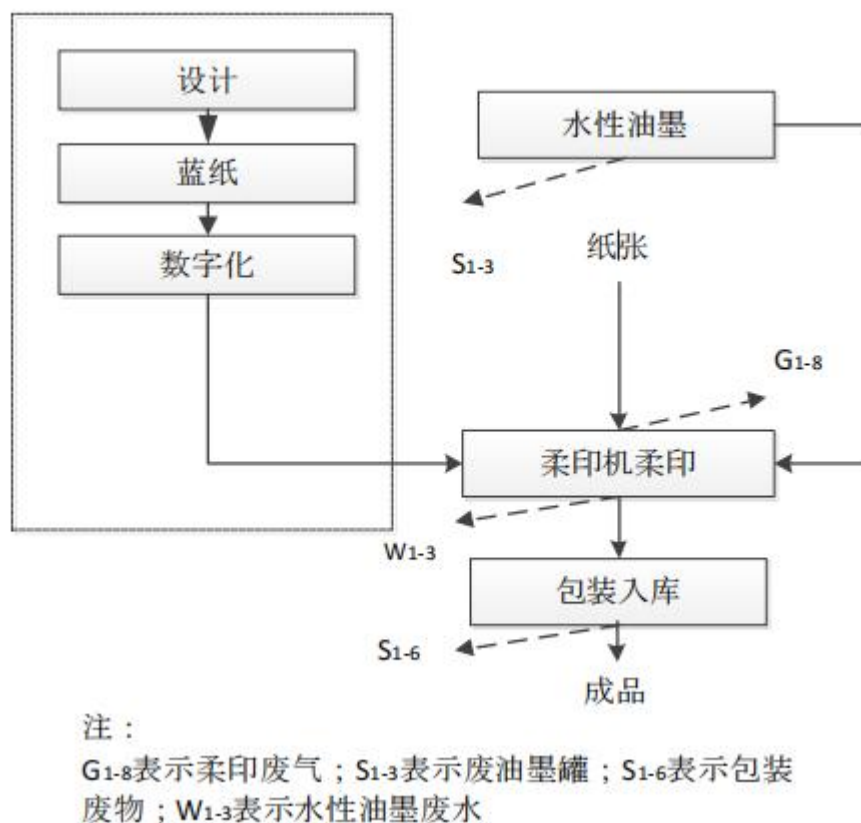 设计
蓝纸
数字化
水性油墨
S1-3
纸张
G1-8
柔印机柔印
W1-3
包装入库
S1-6
成品
注：
G1-8表示柔印废气；S1-3表示废油墨罐；S1-6表示包装
废物；W1-3表示水性油墨废水